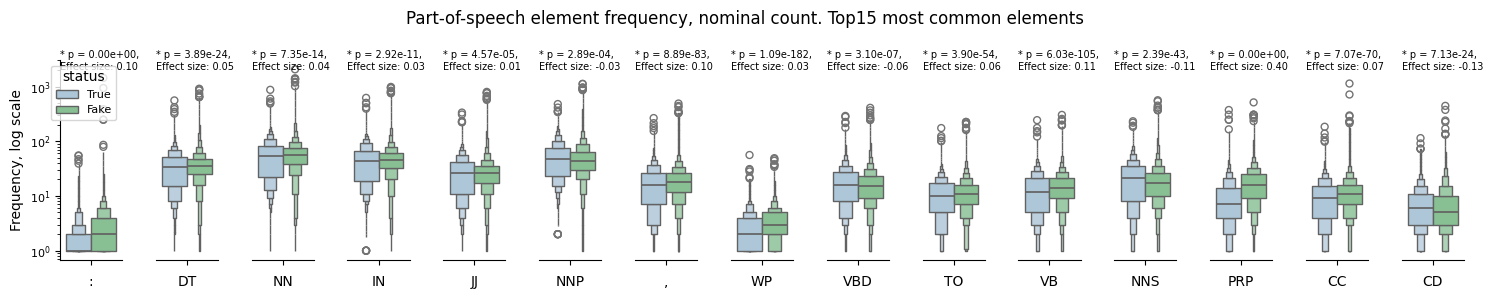 Part-of-speech element frequency, nominal count. Top15 most common elements
* p = 0.00e+00,
Effect size: 0.10
* p = 3.89e-24,
Effect size: 0.05
* p = 7.35e-14,
Effect size: 0.04
* p = 2.92e-11,
Effect size: 0.03
* p = 4.57e-05,
Effect size: 0.01
* p = 2.89e-04,
Effect size: -0.03
* p = 8.89e-83,
Effect size: 0.10
* p = 1.09e-182,
Effect size: 0.03
* p = 3.10e-07,
Effect size: -0.06
* p = 3.90e-54,
Effect size: 0.06
* p = 6.03e-105,
Effect size: 0.11
* p = 2.39e-43,
Effect size: -0.11
* p = 0.00e+00,
Effect size: 0.40
* p = 7.07e-70,
Effect size: 0.07
* p = 7.13e-24,
Effect size: -0.13
status
True
Fake
Frequency, log scale
10³
10²
10¹
10⁰
: DT NN IN JJ NNP , WP VBD TO VB NNS PRP CC CD